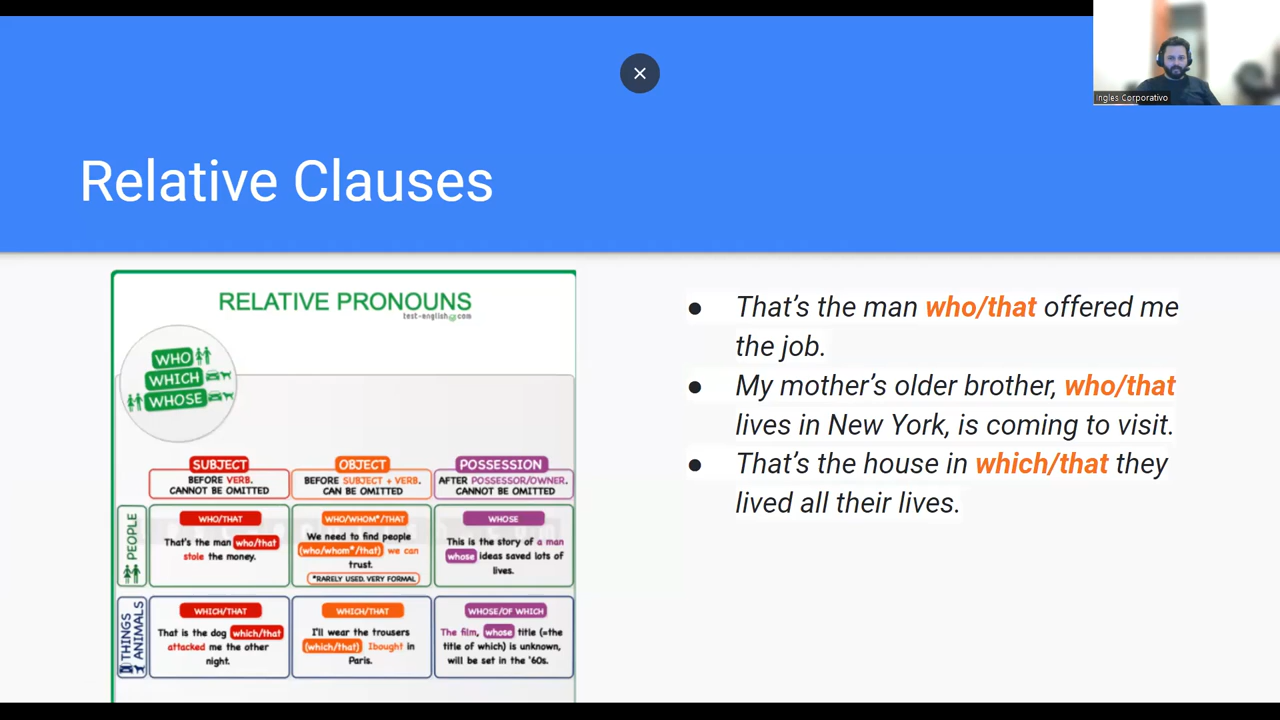 Ingles Corporativo
Relative Clauses
RELATIVE PRONOUNS
test-english.com
WHO
WHICH
WHOSE
SUBJECT
BEFORE VERB.
CANNOT BE OMITTED
OBJECT
BEFORE SUBJECT + VERB.
CAN BE OMITTED
POSSESSION
AFTER POSSESSOR/OWNER.
CANNOT BE OMITTED
PEOPLE
WHO/THAT
That's the man who/that
stole the money.
WHO/WHOM*/THAT
We need to find people
(who/whom*/that) we can
trust.
*RARELY USED, VERY FORMAL
WHOSE
This is the story of a man
whose ideas saved lots of
lives.
THINGS
ANIMALS
WHICH/THAT
That is the dog which/that
attacked me the other
night.
WHICH/THAT
I'll wear the trousers
(which/that) I bought in
Paris.
WHOSE/OF WHICH
The film, whose title (=the
title of which) is unknown,
will be set in the '60s.
● That’s the man who/that offered me
the job.
● My mother’s older brother, who/that
lives in New York, is coming to visit.
● That’s the house in which/that they
lived all their lives.